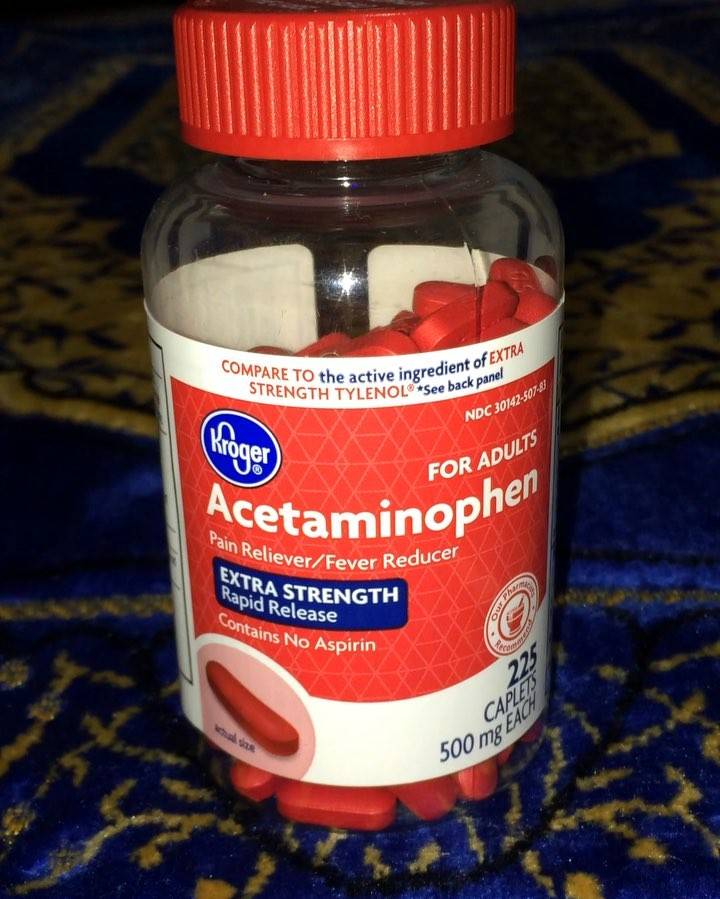 COMPARE TO the active ingredient of EXTRA
STRENGTH TYLENOL® *See back panel
NDC 30142-507-83
Kroger®
FOR ADULTS
Acetaminophen
Pain Reliever/Fever Reducer
EXTRA STRENGTH
Rapid Release
Contains No Aspirin
Our Pharmacists
Recommend
225
CAPLETS
500 mg EACH
actual size